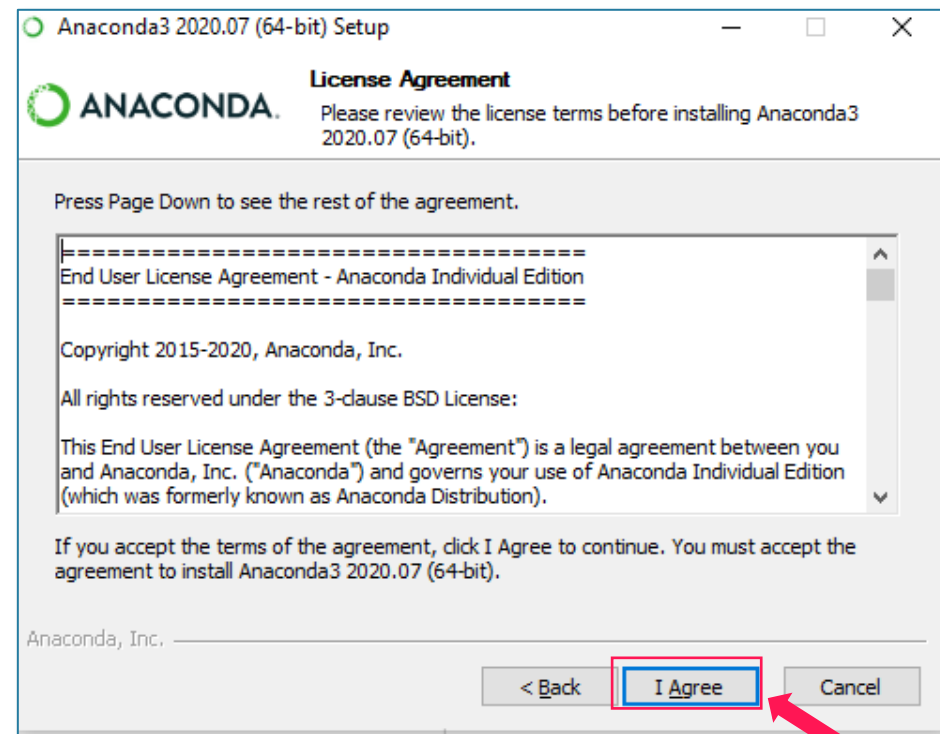 Anaconda3 2020.07 (64-bit) Setup
ANACONDA.
License Agreement
Please review the license terms before installing Anaconda3
2020.07 (64-bit).
Press Page Down to see the rest of the agreement.
===================================
End User License Agreement - Anaconda Individual Edition
===================================
Copyright 2015-2020, Anaconda, Inc.
All rights reserved under the 3-clause BSD License:
This End User License Agreement (the "Agreement") is a legal agreement between you
and Anaconda, Inc. ("Anaconda") and governs your use of Anaconda Individual Edition
(which was formerly known as Anaconda Distribution).
If you accept the terms of the agreement, click I Agree to continue. You must accept the
agreement to install Anaconda3 2020.07 (64-bit).
Anaconda, Inc.
< Back
I Agree
Cancel